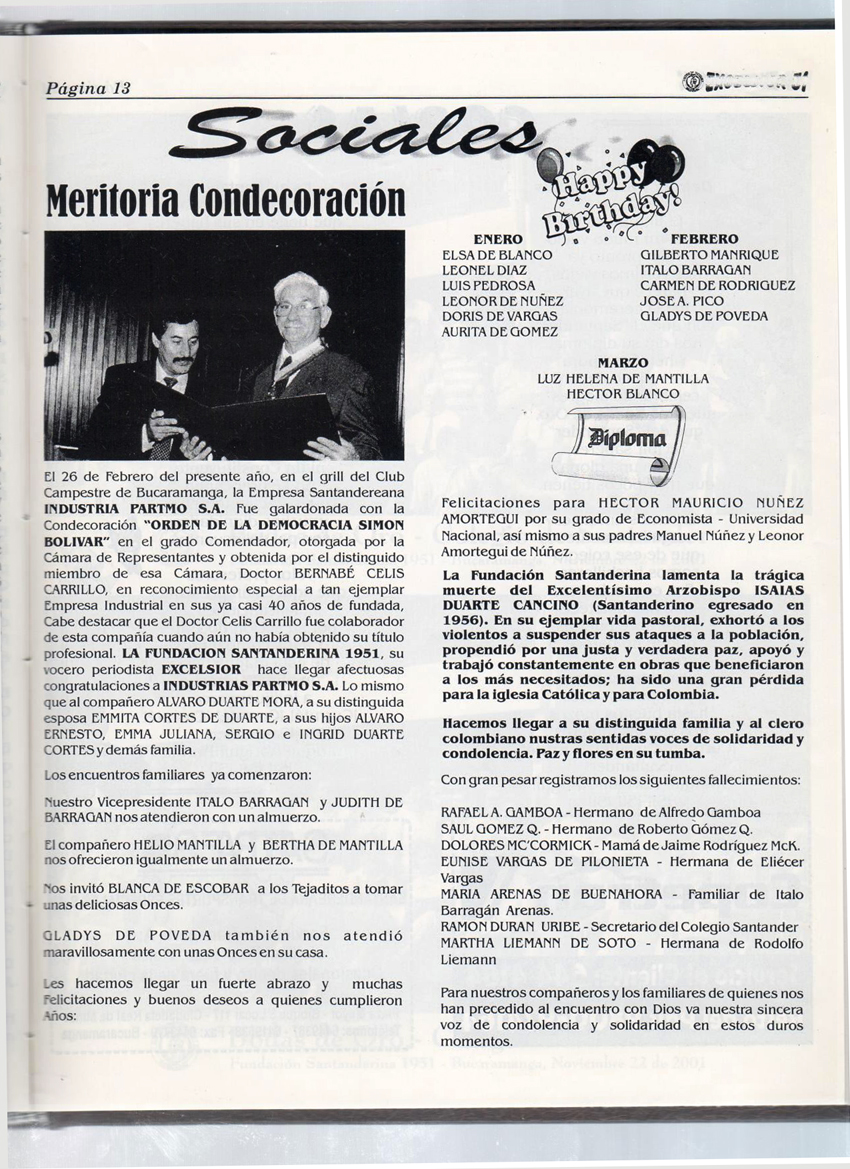 Página 13
EXCELSIOR 51
Sociales
Meritoria Condecoración
El 26 de Febrero del presente año, en el grill del Club
Campestre de Bucaramanga, la Empresa Santandereana
INDUSTRIA PARTMO S.A. Fue galardonada con la
Condecoración "ORDEN DE LA DEMOCRACIA SIMON
BOLIVAR" en el grado Comendador, otorgada por la
Cámara de Representantes y obtenida por el distinguido
miembro de esa Cámara, Doctor BERNABÉ CELIS
CARRILLO, en reconocimiento especial a tan ejemplar
Empresa Industrial en sus ya casi 40 años de fundada,
Cabe destacar que el Doctor Celis Carrillo fue colaborador
de esta compañía cuando aún no había obtenido su título
profesional. LA FUNDACION SANTANDERINA 1951, su
vocero periodista EXCELSIOR hace llegar afectuosas
congratulaciones a INDUSTRIAS PARTMO S.A. Lo mismo
que al compañero ALVARO DUARTE MORA, a su distinguida
esposa EMMITA CORTES DE DUARTE, a sus hijos ALVARO
ERNESTO, EMMA JULIANA, SERGIO e INGRID DUARTE
CORTES y demás familia.
Los encuentros familiares ya comenzaron:
Nuestro Vicepresidente ITALO BARRAGAN y JUDITH DE
BARRAGAN nos atendieron con un almuerzo.
El compañero HELIO MANTILLA y BERTHA DE MANTILLA
nos ofrecieron igualmente un almuerzo.
Nos invitó BLANCA DE ESCOBAR a los Tejaditos a tomar
unas deliciosas Onces.
GLADYS DE POVEDA también nos atendió
maravillosamente con unas Onces en su casa.
Les hacemos llegar un fuerte abrazo y muchas
Felicitaciones y buenos deseos a quienes cumplieron
Años:
Happy
Birthday!
ENERO
ELSA DE BLANCO
LEONEL DIAZ
LUIS PEDROSA
LEONOR DE NUÑEZ
DORIS DE VARGAS
AURITA DE GOMEZ
FEBRERO
GILBERTO MANRIQUE
ITALO BARRAGAN
CARMEN DE RODRIGUEZ
JOSE A. PICO
GLADYS DE POVEDA
MARZO
LUZ HELENA DE MANTILLA
HECTOR BLANCO
Diploma
Felicitaciones para HECTOR MAURICIO NUÑEZ
AMORTEGUI por su grado de Economista - Universidad
Nacional, así mismo a sus padres Manuel Núñez y Leonor
Amortegui de Núñez.
La Fundación Santanderina lamenta la trágica
muerte del Excelentísimo Arzobispo ISAIAS
DUARTE CANCINO (Santanderino egresado en
1956). En su ejemplar vida pastoral, exhortó a los
violentos a suspender sus ataques a la población,
propendió por una justa y verdadera paz, apoyó y
trabajó constantemente en obras que beneficiaron
a los más necesitados; ha sido una gran pérdida
para la iglesia Católica y para Colombia.
Hacemos llegar a su distinguida familia y al clero
colombiano nustras sentidas voces de solidaridad y
condolencia. Paz y flores en su tumba.
Con gran pesar registramos los siguientes fallecimientos:
RAFAEL A. GAMBOA - Hermano de Alfredo Gamboa
SAUL GOMEZ Q. - Hermano de Roberto Gómez Q.
DOLORES MC'CORMICK - Mamá de Jaime Rodríguez McK.
EUNISE VARGAS DE PILONIETA - Hermana de Eliécer
Vargas
MARIA ARENAS DE BUENAHORA - Familiar de Italo
Barragán Arenas.
RAMON DURAN URIBE - Secretario del Colegio Santander
MARTHA LIEMANN DE SOTO - Hermana de Rodolfo
Liemann
Para nuestros compañeros y los familiares de quienes nos
han precedido al encuentro con Dios va nuestra sincera
voz de condolencia y solidaridad en estos duros
momentos.
Fundación Santanderina 1951 - Bucaramanga, Noviembre 22 de 2001